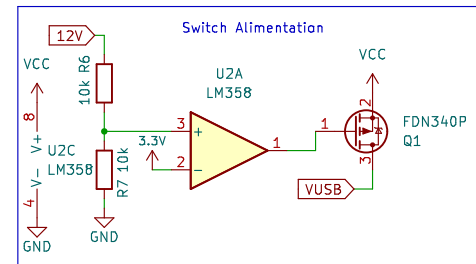 Switch Alimentation
12V
VCC
10k R6
U2A
LM358
VCC
8
V+
U2C
LM358
V-
4
GND
R7 10k
GND
3.3V
3
+
2
-
1
1
2
FDN340P
Q1
3
VUSB